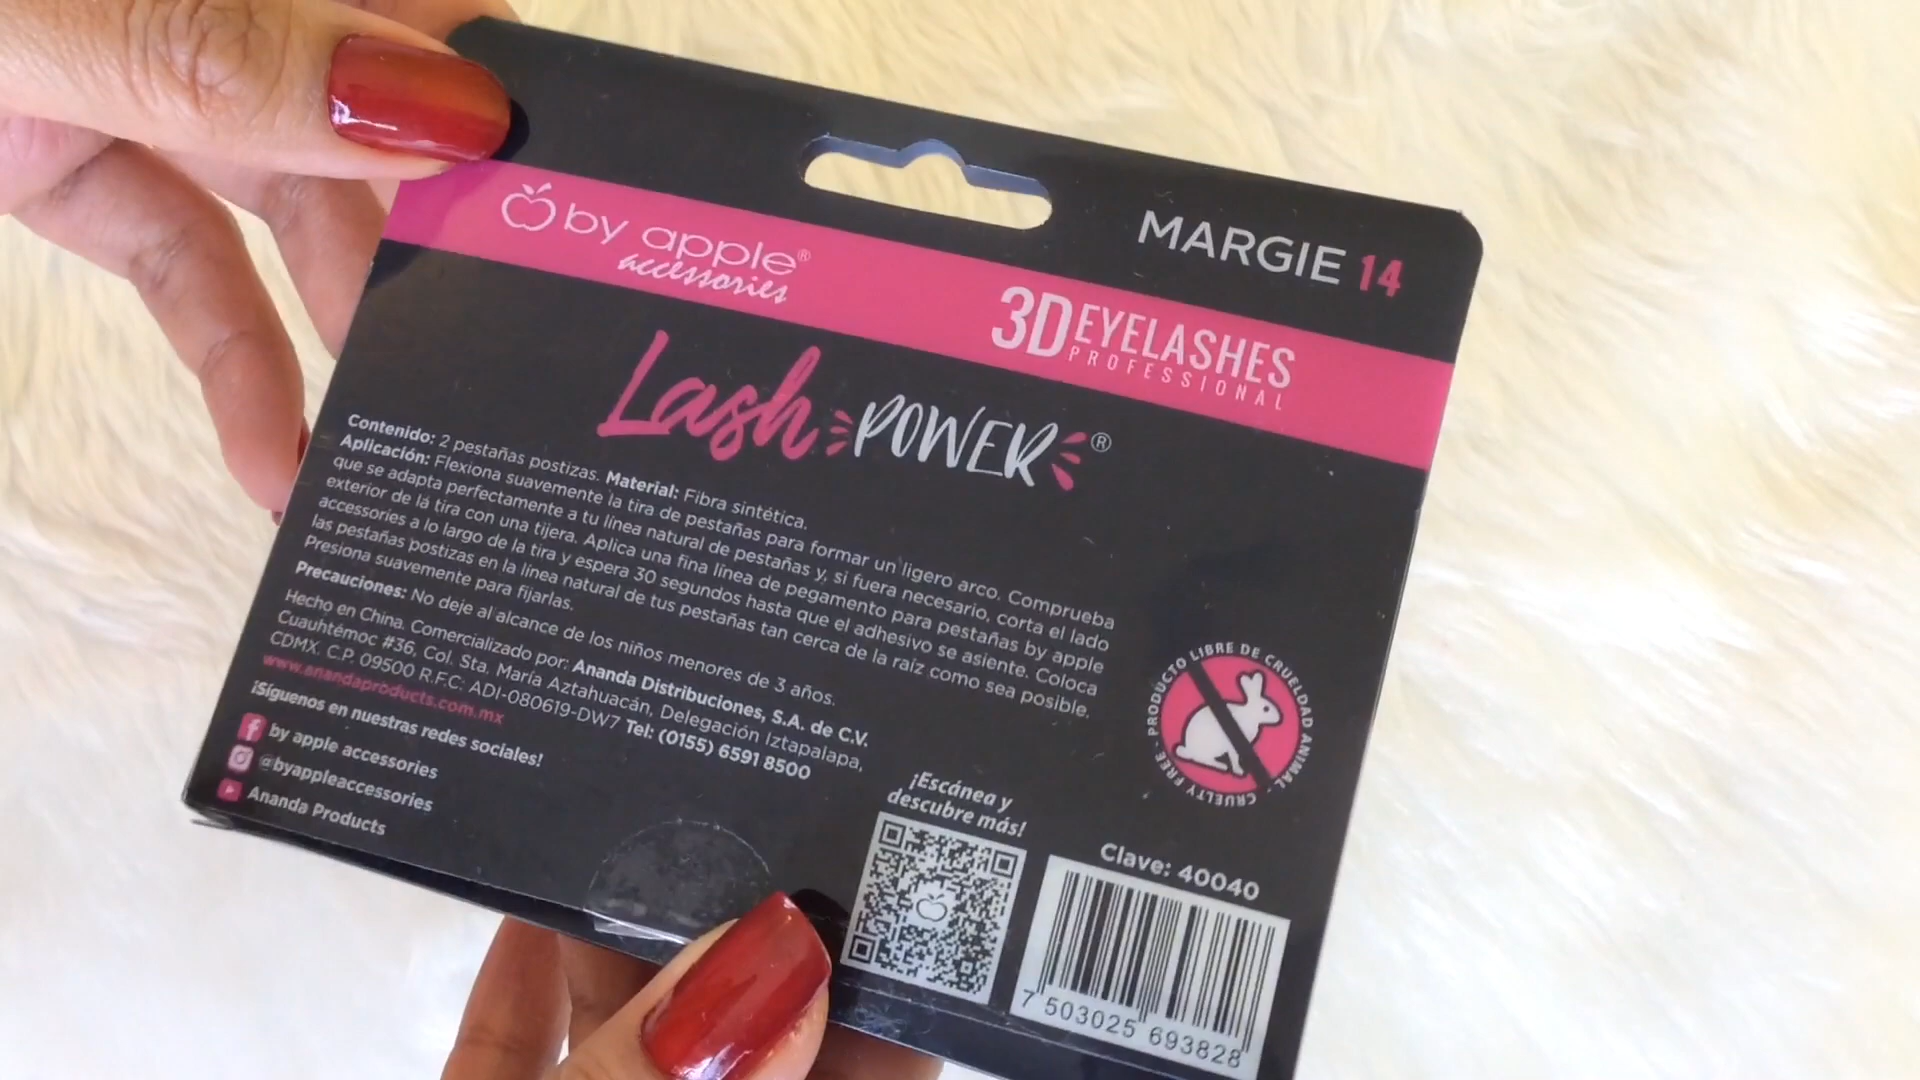 by apple®
accessories
MARGIE 14
3D EYELASHES
PROFESSIONAL
Lash POWER®
Contenido: 2 pestañas postizas. Material: Fibra sintética.
Aplicación: Flexiona suavemente la tira de pestañas para formar un ligero arco. Comprueba
que se adapta perfectamente a tu línea natural de pestañas y, si fuera necesario, corta el lado
exterior de la tira con una tijera. Aplica una fina línea de pegamento para pestañas by apple
accessories a lo largo de la tira y espera 30 segundos hasta que el adhesivo se asiente. Coloca
las pestañas postizas en la línea natural de tus pestañas tan cerca de la raíz como sea posible.
Presiona suavemente para fijarlas.
Precauciones: No deje al alcance de los niños menores de 3 años.
Hecho en China. Comercializado por: Ananda Distribuciones, S.A. de C.V.
Cuauhtémoc #36, Col. Sta. María Aztahuacán, Delegación Iztapalapa,
CDMX. C.P. 09500 R.F.C: ADI-080619-DW7 Tel: (0155) 6591 8500
www.anandaproducts.com.mx
¡Síguenos en nuestras redes sociales!
by apple accessories
@byappleaccessories
Ananda Products
PRODUCTO LIBRE DE CRUELDAD ANIMAL · CRUELTY FREE ·
¡Escánea y
descubre más!
Clave: 40040
7 503025 693828